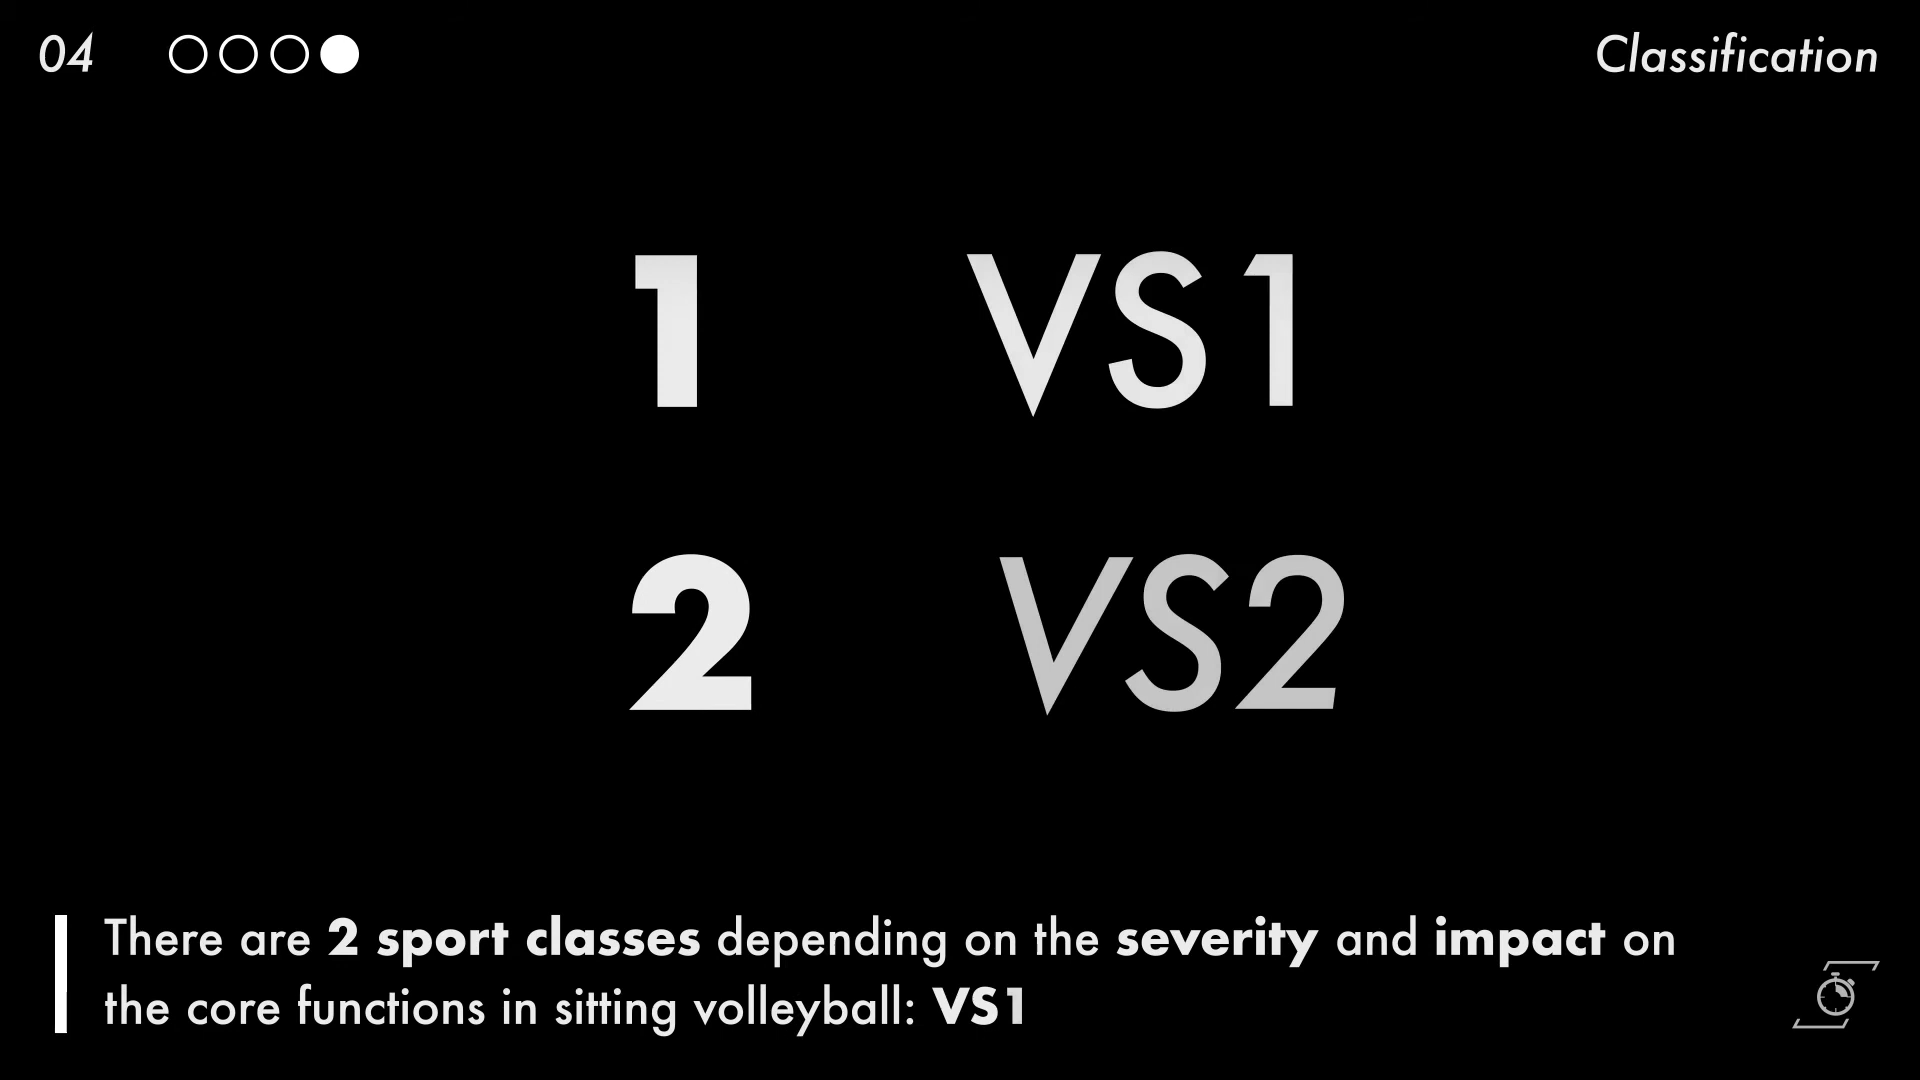 04
Classification
1 VS1
2 VS2
There are 2 sport classes depending on the severity and impact on
the core functions in sitting volleyball: VS1